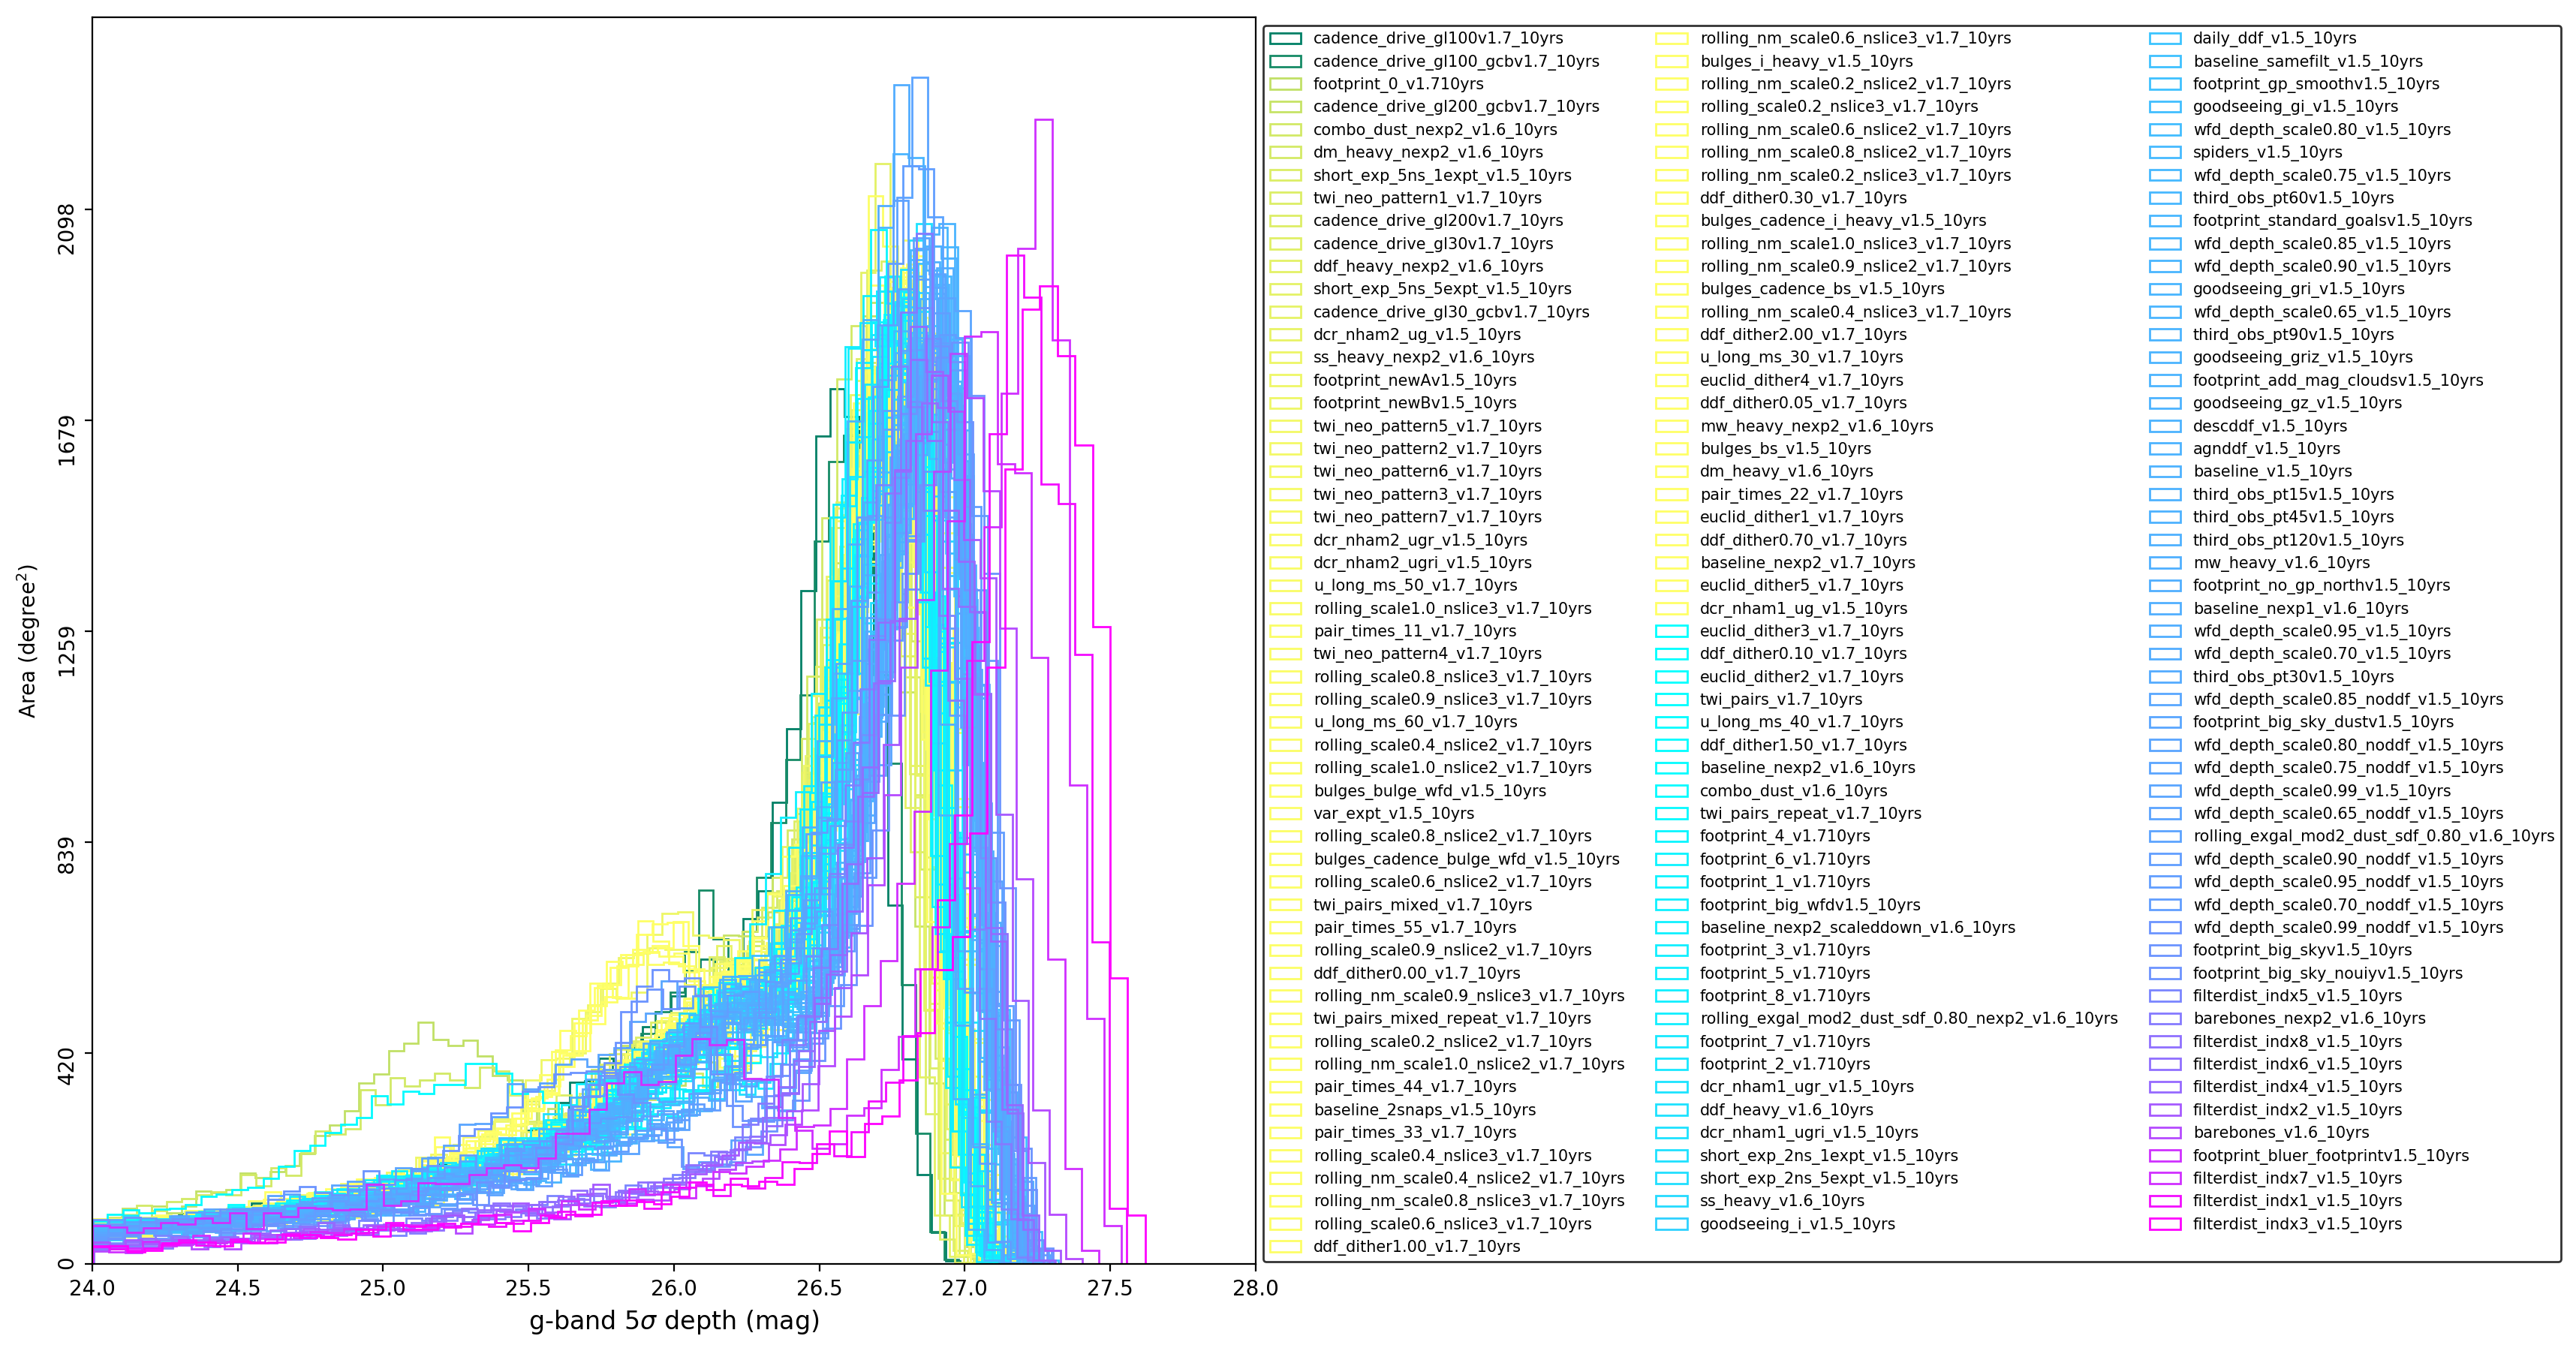 2098
1679
1259
839
420
0
Area (degree²)
24.0 24.5 25.0 25.5 26.0 26.5 27.0 27.5 28.0
g-band 5σ depth (mag)
cadence_drive_gl100v1.7_10yrs
cadence_drive_gl100_gcbv1.7_10yrs
footprint_0_v1.710yrs
cadence_drive_gl200_gcbv1.7_10yrs
combo_dust_nexp2_v1.6_10yrs
dm_heavy_nexp2_v1.6_10yrs
short_exp_5ns_1expt_v1.5_10yrs
twi_neo_pattern1_v1.7_10yrs
cadence_drive_gl200v1.7_10yrs
cadence_drive_gl30v1.7_10yrs
ddf_heavy_nexp2_v1.6_10yrs
short_exp_5ns_5expt_v1.5_10yrs
cadence_drive_gl30_gcbv1.7_10yrs
dcr_nham2_ug_v1.5_10yrs
ss_heavy_nexp2_v1.6_10yrs
footprint_newAv1.5_10yrs
footprint_newBv1.5_10yrs
twi_neo_pattern5_v1.7_10yrs
twi_neo_pattern2_v1.7_10yrs
twi_neo_pattern6_v1.7_10yrs
twi_neo_pattern3_v1.7_10yrs
twi_neo_pattern7_v1.7_10yrs
dcr_nham2_ugr_v1.5_10yrs
dcr_nham2_ugri_v1.5_10yrs
u_long_ms_50_v1.7_10yrs
rolling_scale1.0_nslice3_v1.7_10yrs
pair_times_11_v1.7_10yrs
twi_neo_pattern4_v1.7_10yrs
rolling_scale0.8_nslice3_v1.7_10yrs
rolling_scale0.9_nslice3_v1.7_10yrs
u_long_ms_60_v1.7_10yrs
rolling_scale0.4_nslice2_v1.7_10yrs
rolling_scale1.0_nslice2_v1.7_10yrs
bulges_bulge_wfd_v1.5_10yrs
var_expt_v1.5_10yrs
rolling_scale0.8_nslice2_v1.7_10yrs
bulges_cadence_bulge_wfd_v1.5_10yrs
rolling_scale0.6_nslice2_v1.7_10yrs
twi_pairs_mixed_v1.7_10yrs
pair_times_55_v1.7_10yrs
rolling_scale0.9_nslice2_v1.7_10yrs
ddf_dither0.00_v1.7_10yrs
rolling_nm_scale0.9_nslice3_v1.7_10yrs
twi_pairs_mixed_repeat_v1.7_10yrs
rolling_scale0.2_nslice2_v1.7_10yrs
rolling_nm_scale1.0_nslice2_v1.7_10yrs
pair_times_44_v1.7_10yrs
baseline_2snaps_v1.5_10yrs
pair_times_33_v1.7_10yrs
rolling_scale0.4_nslice3_v1.7_10yrs
rolling_nm_scale0.4_nslice2_v1.7_10yrs
rolling_nm_scale0.8_nslice3_v1.7_10yrs
rolling_scale0.6_nslice3_v1.7_10yrs
ddf_dither1.00_v1.7_10yrs
rolling_nm_scale0.6_nslice3_v1.7_10yrs
bulges_i_heavy_v1.5_10yrs
rolling_nm_scale0.2_nslice2_v1.7_10yrs
rolling_scale0.2_nslice3_v1.7_10yrs
rolling_nm_scale0.6_nslice2_v1.7_10yrs
rolling_nm_scale0.8_nslice2_v1.7_10yrs
rolling_nm_scale0.2_nslice3_v1.7_10yrs
ddf_dither0.30_v1.7_10yrs
bulges_cadence_i_heavy_v1.5_10yrs
rolling_nm_scale1.0_nslice3_v1.7_10yrs
rolling_nm_scale0.9_nslice2_v1.7_10yrs
bulges_cadence_bs_v1.5_10yrs
rolling_nm_scale0.4_nslice3_v1.7_10yrs
ddf_dither2.00_v1.7_10yrs
u_long_ms_30_v1.7_10yrs
euclid_dither4_v1.7_10yrs
ddf_dither0.05_v1.7_10yrs
mw_heavy_nexp2_v1.6_10yrs
bulges_bs_v1.5_10yrs
dm_heavy_v1.6_10yrs
pair_times_22_v1.7_10yrs
euclid_dither1_v1.7_10yrs
ddf_dither0.70_v1.7_10yrs
baseline_nexp2_v1.7_10yrs
euclid_dither5_v1.7_10yrs
dcr_nham1_ug_v1.5_10yrs
euclid_dither3_v1.7_10yrs
ddf_dither0.10_v1.7_10yrs
euclid_dither2_v1.7_10yrs
twi_pairs_v1.7_10yrs
u_long_ms_40_v1.7_10yrs
ddf_dither1.50_v1.7_10yrs
baseline_nexp2_v1.6_10yrs
combo_dust_v1.6_10yrs
twi_pairs_repeat_v1.7_10yrs
footprint_4_v1.710yrs
footprint_6_v1.710yrs
footprint_1_v1.710yrs
footprint_big_wfdv1.5_10yrs
baseline_nexp2_scaleddown_v1.6_10yrs
footprint_3_v1.710yrs
footprint_5_v1.710yrs
footprint_8_v1.710yrs
rolling_exgal_mod2_dust_sdf_0.80_nexp2_v1.6_10yrs
footprint_7_v1.710yrs
footprint_2_v1.710yrs
dcr_nham1_ugr_v1.5_10yrs
ddf_heavy_v1.6_10yrs
dcr_nham1_ugri_v1.5_10yrs
short_exp_2ns_1expt_v1.5_10yrs
short_exp_2ns_5expt_v1.5_10yrs
ss_heavy_v1.6_10yrs
goodseeing_i_v1.5_10yrs
daily_ddf_v1.5_10yrs
baseline_samefilt_v1.5_10yrs
footprint_gp_smoothv1.5_10yrs
goodseeing_gi_v1.5_10yrs
wfd_depth_scale0.80_v1.5_10yrs
spiders_v1.5_10yrs
wfd_depth_scale0.75_v1.5_10yrs
third_obs_pt60v1.5_10yrs
footprint_standard_goalsv1.5_10yrs
wfd_depth_scale0.85_v1.5_10yrs
wfd_depth_scale0.90_v1.5_10yrs
goodseeing_gri_v1.5_10yrs
wfd_depth_scale0.65_v1.5_10yrs
third_obs_pt90v1.5_10yrs
goodseeing_griz_v1.5_10yrs
footprint_add_mag_cloudsv1.5_10yrs
goodseeing_gz_v1.5_10yrs
descddf_v1.5_10yrs
agnddf_v1.5_10yrs
baseline_v1.5_10yrs
third_obs_pt15v1.5_10yrs
third_obs_pt45v1.5_10yrs
third_obs_pt120v1.5_10yrs
mw_heavy_v1.6_10yrs
footprint_no_gp_northv1.5_10yrs
baseline_nexp1_v1.6_10yrs
wfd_depth_scale0.95_v1.5_10yrs
wfd_depth_scale0.70_v1.5_10yrs
third_obs_pt30v1.5_10yrs
wfd_depth_scale0.85_noddf_v1.5_10yrs
footprint_big_sky_dustv1.5_10yrs
wfd_depth_scale0.80_noddf_v1.5_10yrs
wfd_depth_scale0.75_noddf_v1.5_10yrs
wfd_depth_scale0.99_v1.5_10yrs
wfd_depth_scale0.65_noddf_v1.5_10yrs
rolling_exgal_mod2_dust_sdf_0.80_v1.6_10yrs
wfd_depth_scale0.90_noddf_v1.5_10yrs
wfd_depth_scale0.95_noddf_v1.5_10yrs
wfd_depth_scale0.70_noddf_v1.5_10yrs
wfd_depth_scale0.99_noddf_v1.5_10yrs
footprint_big_skyv1.5_10yrs
footprint_big_sky_nouiyv1.5_10yrs
filterdist_indx5_v1.5_10yrs
barebones_nexp2_v1.6_10yrs
filterdist_indx8_v1.5_10yrs
filterdist_indx6_v1.5_10yrs
filterdist_indx4_v1.5_10yrs
filterdist_indx2_v1.5_10yrs
barebones_v1.6_10yrs
footprint_bluer_footprintv1.5_10yrs
filterdist_indx7_v1.5_10yrs
filterdist_indx1_v1.5_10yrs
filterdist_indx3_v1.5_10yrs